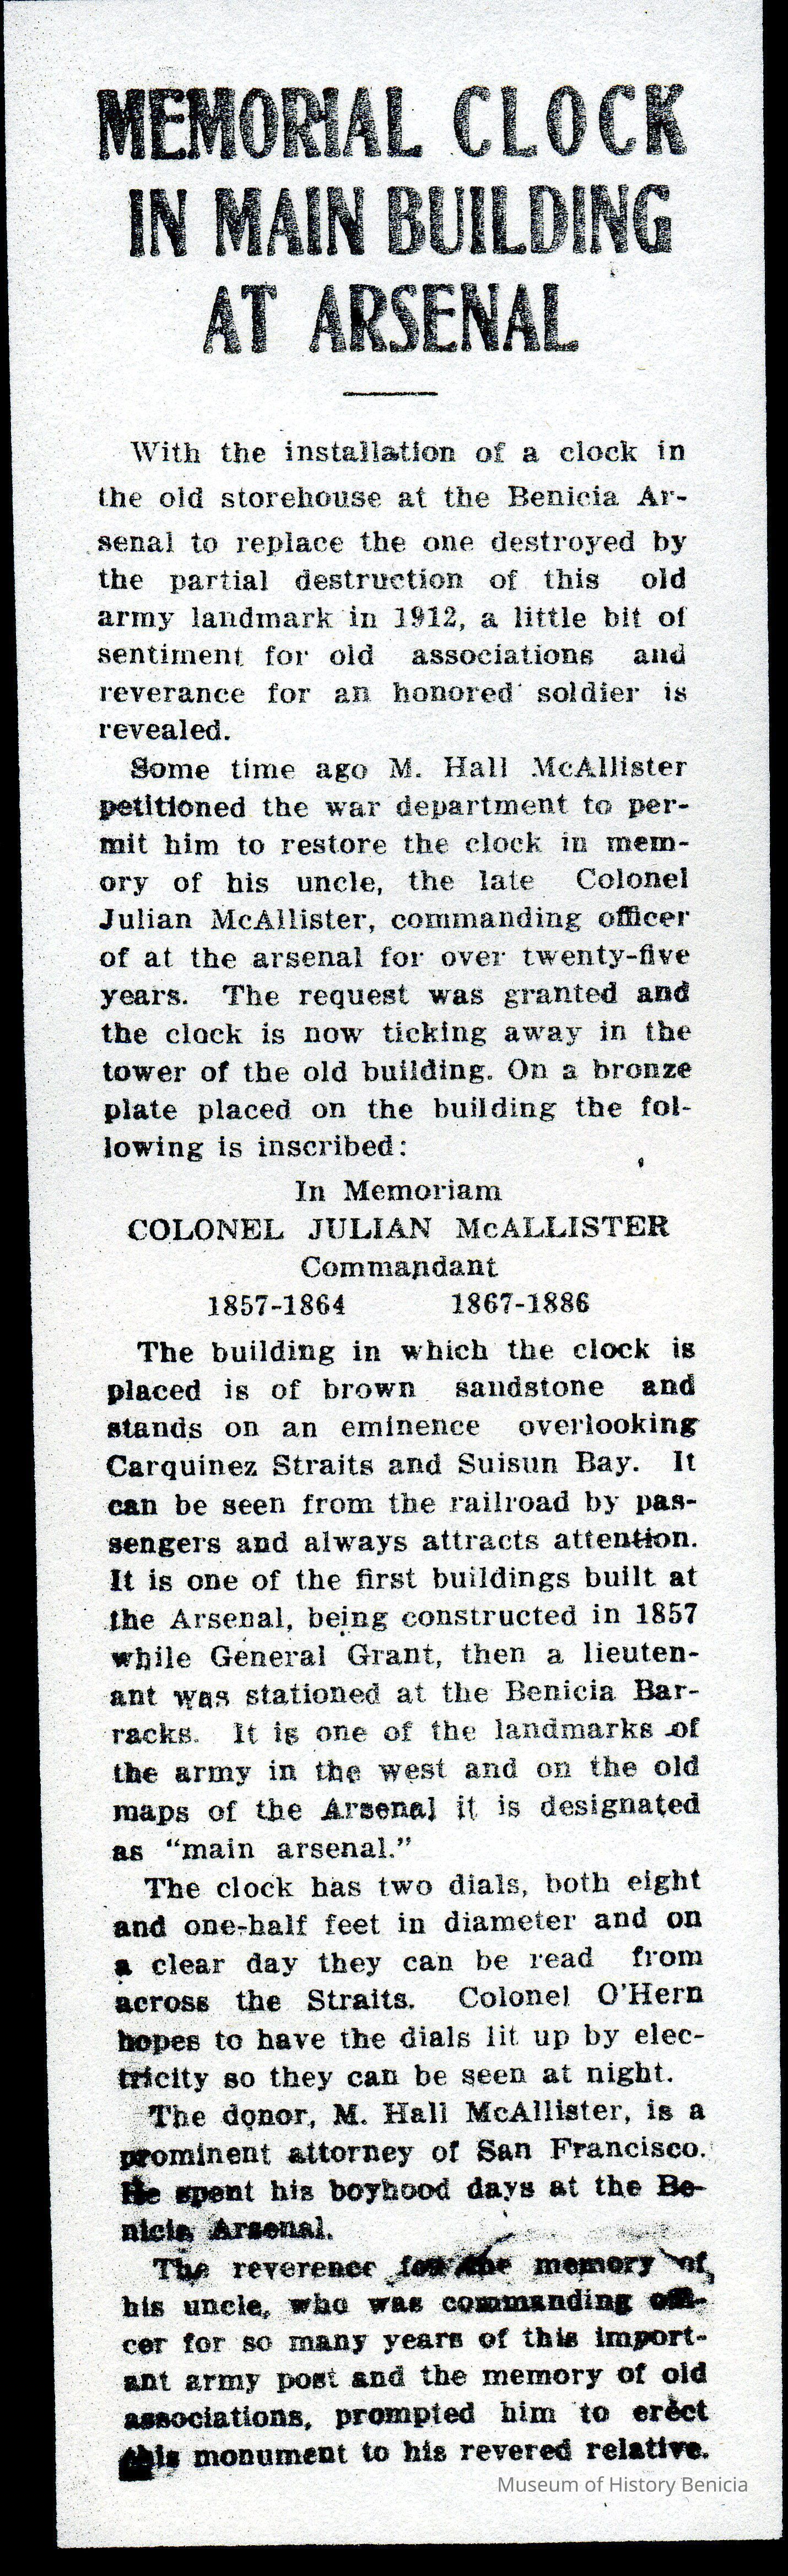 MEMORIAL CLOCK
IN MAIN BUILDING
AT ARSENAL
With the installation of a clock in
the old storehouse at the Benicia Ar-
senal to replace the one destroyed by
the partial destruction of this old
army landmark in 1912, a little bit of
sentiment for old associations and
reverance for an honored soldier is
revealed.
Some time ago M. Hall McAllister
petitioned the war department to per-
mit him to restore the clock in mem-
ory of his uncle, the late Colonel
Julian McAllister, commanding officer
of at the arsenal for over twenty-five
years. The request was granted and
the clock is now ticking away in the
tower of the old building. On a bronze
plate placed on the building the fol-
lowing is inscribed:
In Memoriam
COLONEL JULIAN McALLISTER
Commandant
1857-1864 1867-1886
The building in which the clock is
placed is of brown sandstone and
stands on an eminence overlooking
Carquinez Straits and Suisun Bay. It
can be seen from the railroad by pas-
sengers and always attracts attention.
It is one of the first buildings built at
the Arsenal, being constructed in 1857
while General Grant, then a lieuten-
ant was stationed at the Benicia Bar-
racks. It is one of the landmarks of
the army in the west and on the old
maps of the Arsenal it is designated
as "main arsenal."
The clock has two dials, both eight
and one-half feet in diameter and on
a clear day they can be read from
across the Straits. Colonel O'Hern
hopes to have the dials lit up by elec-
tricity so they can be seen at night.
The donor, M. Hall McAllister, is a
prominent attorney of San Francisco.
He spent his boyhood days at the Be-
nicia Arsenal.
The reverence for the memory of
his uncle, who was commanding offi-
cer for so many years of this import-
ant army post and the memory of old
associations, prompted him to erect
this monument to his revered relative.
Museum of History Benicia